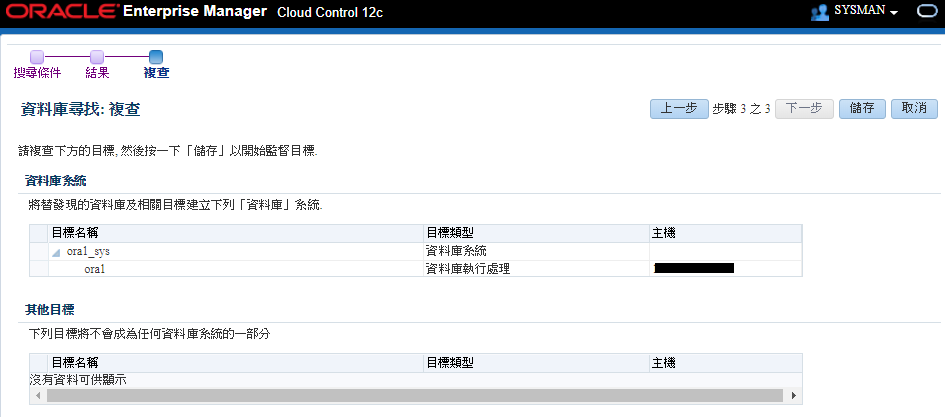 ORACLE Enterprise Manager Cloud Control 12c SYSMAN
搜尋條件 結果 複查
資料庫尋找: 複查 上一步 步驟 3 之 3 下一步 儲存 取消
請複查下方的目標, 然後按一下「儲存」以開始監督目標.
資料庫系統
將替發現的資料庫及相關目標建立下列「資料庫」系統.
目標名稱 目標類型 主機
ora1_sys 資料庫系統
ora1 資料庫執行處理
其他目標
下列目標將不會成為任何資料庫系統的一部分
目標名稱 目標類型 主機
沒有資料可供顯示